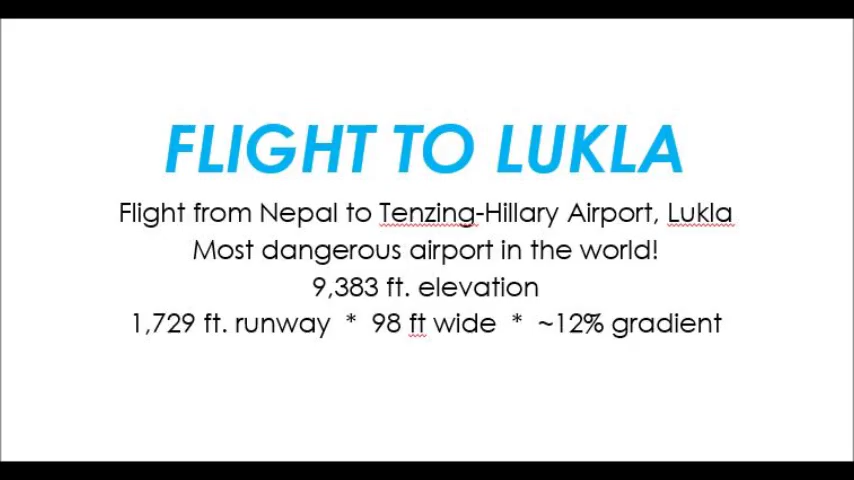 FLIGHT TO LUKLA
Flight from Nepal to Tenzing-Hillary Airport, Lukla
Most dangerous airport in the world!
9,383 ft. elevation
1,729 ft. runway * 98 ft wide * ~12% gradient